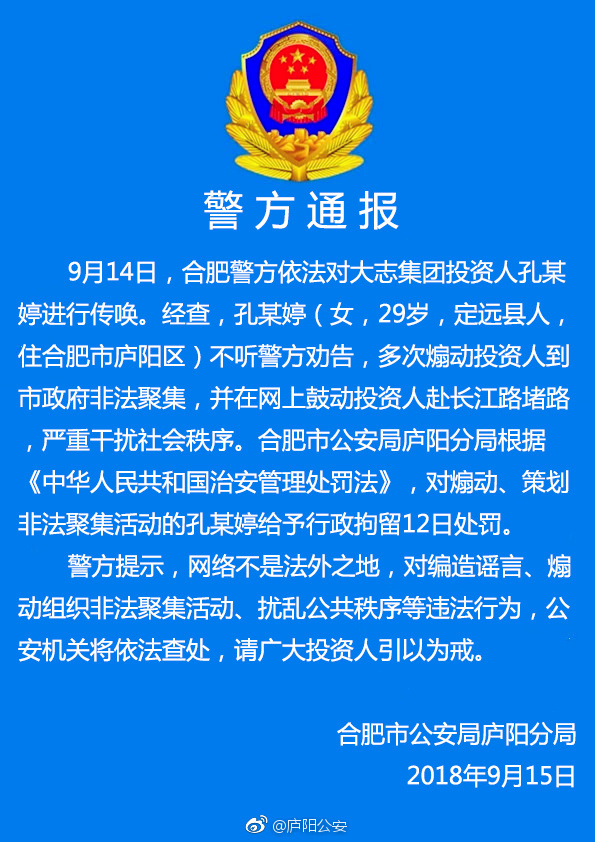 警方通报
9月14日，合肥警方依法对大志集团投资人孔某
婷进行传唤。经查，孔某婷（女，29岁，定远县人，
住合肥市庐阳区）不听警方劝告，多次煽动投资人到
市政府非法聚集，并在网上鼓动投资人赴长江路堵路
，严重干扰社会秩序。合肥市公安局庐阳分局根据
《中华人民共和国治安管理处罚法》，对煽动、策划
非法聚集活动的孔某婷给予行政拘留12日处罚。
警方提示，网络不是法外之地，对编造谣言、煽
动组织非法聚集活动、扰乱公共秩序等违法行为，公
安机关将依法查处，请广大投资人引以为戒。
合肥市公安局庐阳分局
2018年9月15日
@庐阳公安